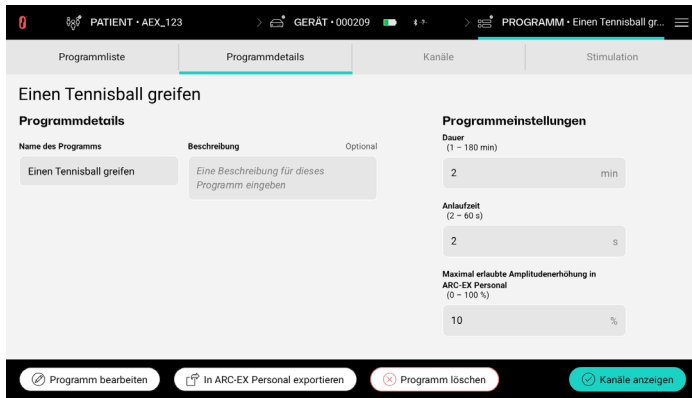 PATIENT • AEX_123
GERÄT • 000209
PROGRAMM • Einen Tennisball gr...
Programmliste
Programmdetails
Kanäle
Stimulation
Einen Tennisball greifen
Programmdetails
Name des Programms
Einen Tennisball greifen
Beschreibung
Optional
Eine Beschreibung für dieses
Programm eingeben
Programmeinstellungen
Dauer
(1 – 180 min)
2 min
Anlaufzeit
(2 – 60 s)
2 s
Maximal erlaubte Amplitudenerhöhung in
ARC-EX Personal
(0 – 100 %)
10 %
Programm bearbeiten
In ARC-EX Personal exportieren
Programm löschen
Kanäle anzeigen